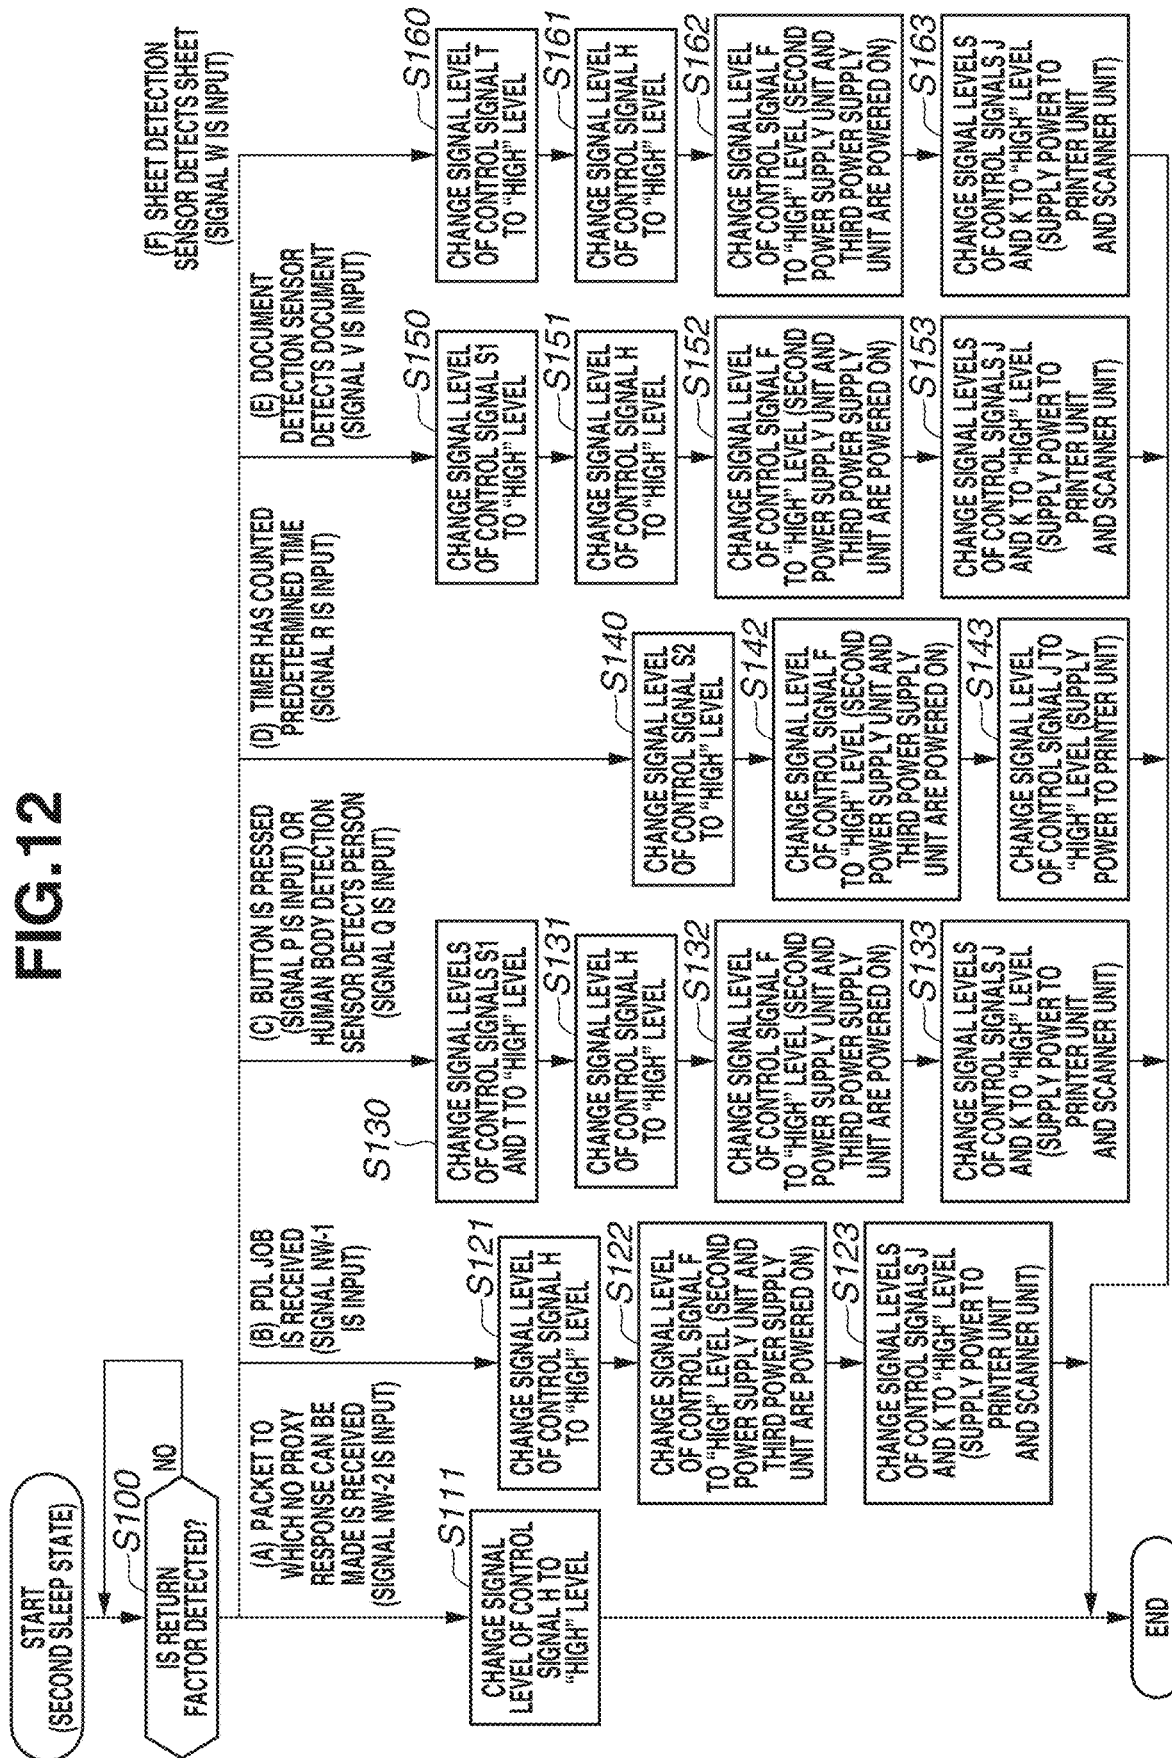 FIG.12
START
(SECOND SLEEP STATE)
S100
IS RETURN
FACTOR DETECTED?
NO
(A) PACKET TO
WHICH NO PROXY
RESPONSE CAN BE
MADE IS RECEIVED
(SIGNAL NW-2 IS INPUT)
S111
CHANGE SIGNAL
LEVEL OF CONTROL
SIGNAL H TO
"HIGH" LEVEL
(B) PDL JOB
IS RECEIVED
(SIGNAL NW-1
IS INPUT)
S121
CHANGE SIGNAL LEVEL
OF CONTROL SIGNAL H
TO "HIGH" LEVEL
S122
CHANGE SIGNAL LEVEL
OF CONTROL SIGNAL F
TO "HIGH" LEVEL (SECOND
POWER SUPPLY UNIT AND
THIRD POWER SUPPLY
UNIT ARE POWERED ON)
S123
CHANGE SIGNAL LEVELS
OF CONTROL SIGNALS J
AND K TO "HIGH" LEVEL
(SUPPLY POWER TO
PRINTER UNIT
AND SCANNER UNIT)
(C) BUTTON IS PRESSED
(SIGNAL P IS INPUT) OR
HUMAN BODY DETECTION
SENSOR DETECTS PERSON
(SIGNAL Q IS INPUT)
S130
CHANGE SIGNAL LEVELS
OF CONTROL SIGNALS S1
AND T TO "HIGH" LEVEL
S131
CHANGE SIGNAL LEVEL
OF CONTROL SIGNAL H
TO "HIGH" LEVEL
S132
CHANGE SIGNAL LEVEL
OF CONTROL SIGNAL F
TO "HIGH" LEVEL (SECOND
POWER SUPPLY UNIT AND
THIRD POWER SUPPLY
UNIT ARE POWERED ON)
S133
CHANGE SIGNAL LEVELS
OF CONTROL SIGNALS J
AND K TO "HIGH" LEVEL
(SUPPLY POWER TO
PRINTER UNIT
AND SCANNER UNIT)
(D) TIMER HAS COUNTED
PREDETERMINED TIME
(SIGNAL R IS INPUT)
S140
CHANGE SIGNAL LEVEL
OF CONTROL SIGNAL S2
TO "HIGH" LEVEL
S142
CHANGE SIGNAL LEVEL
OF CONTROL SIGNAL F
TO "HIGH" LEVEL (SECOND
POWER SUPPLY UNIT AND
THIRD POWER SUPPLY
UNIT ARE POWERED ON)
S143
CHANGE SIGNAL LEVEL
OF CONTROL SIGNAL J TO
"HIGH" LEVEL (SUPPLY
POWER TO PRINTER UNIT)
(E) DOCUMENT
DETECTION SENSOR
DETECTS DOCUMENT
(SIGNAL V IS INPUT)
S150
CHANGE SIGNAL LEVEL
OF CONTROL SIGNAL S1
TO "HIGH" LEVEL
S151
CHANGE SIGNAL LEVEL
OF CONTROL SIGNAL H
TO "HIGH" LEVEL
S152
CHANGE SIGNAL LEVEL
OF CONTROL SIGNAL F
TO "HIGH" LEVEL (SECOND
POWER SUPPLY UNIT AND
THIRD POWER SUPPLY
UNIT ARE POWERED ON)
S153
CHANGE SIGNAL LEVELS
OF CONTROL SIGNALS J
AND K TO "HIGH" LEVEL
(SUPPLY POWER TO
PRINTER UNIT
AND SCANNER UNIT)
(F) SHEET DETECTION
SENSOR DETECTS SHEET
(SIGNAL W IS INPUT)
S160
CHANGE SIGNAL LEVEL
OF CONTROL SIGNAL T
TO "HIGH" LEVEL
S161
CHANGE SIGNAL LEVEL
OF CONTROL SIGNAL H
TO "HIGH" LEVEL
S162
CHANGE SIGNAL LEVEL
OF CONTROL SIGNAL F
TO "HIGH" LEVEL (SECOND
POWER SUPPLY UNIT AND
THIRD POWER SUPPLY
UNIT ARE POWERED ON)
S163
CHANGE SIGNAL LEVELS
OF CONTROL SIGNALS J
AND K TO "HIGH" LEVEL
(SUPPLY POWER TO
PRINTER UNIT
AND SCANNER UNIT)
END